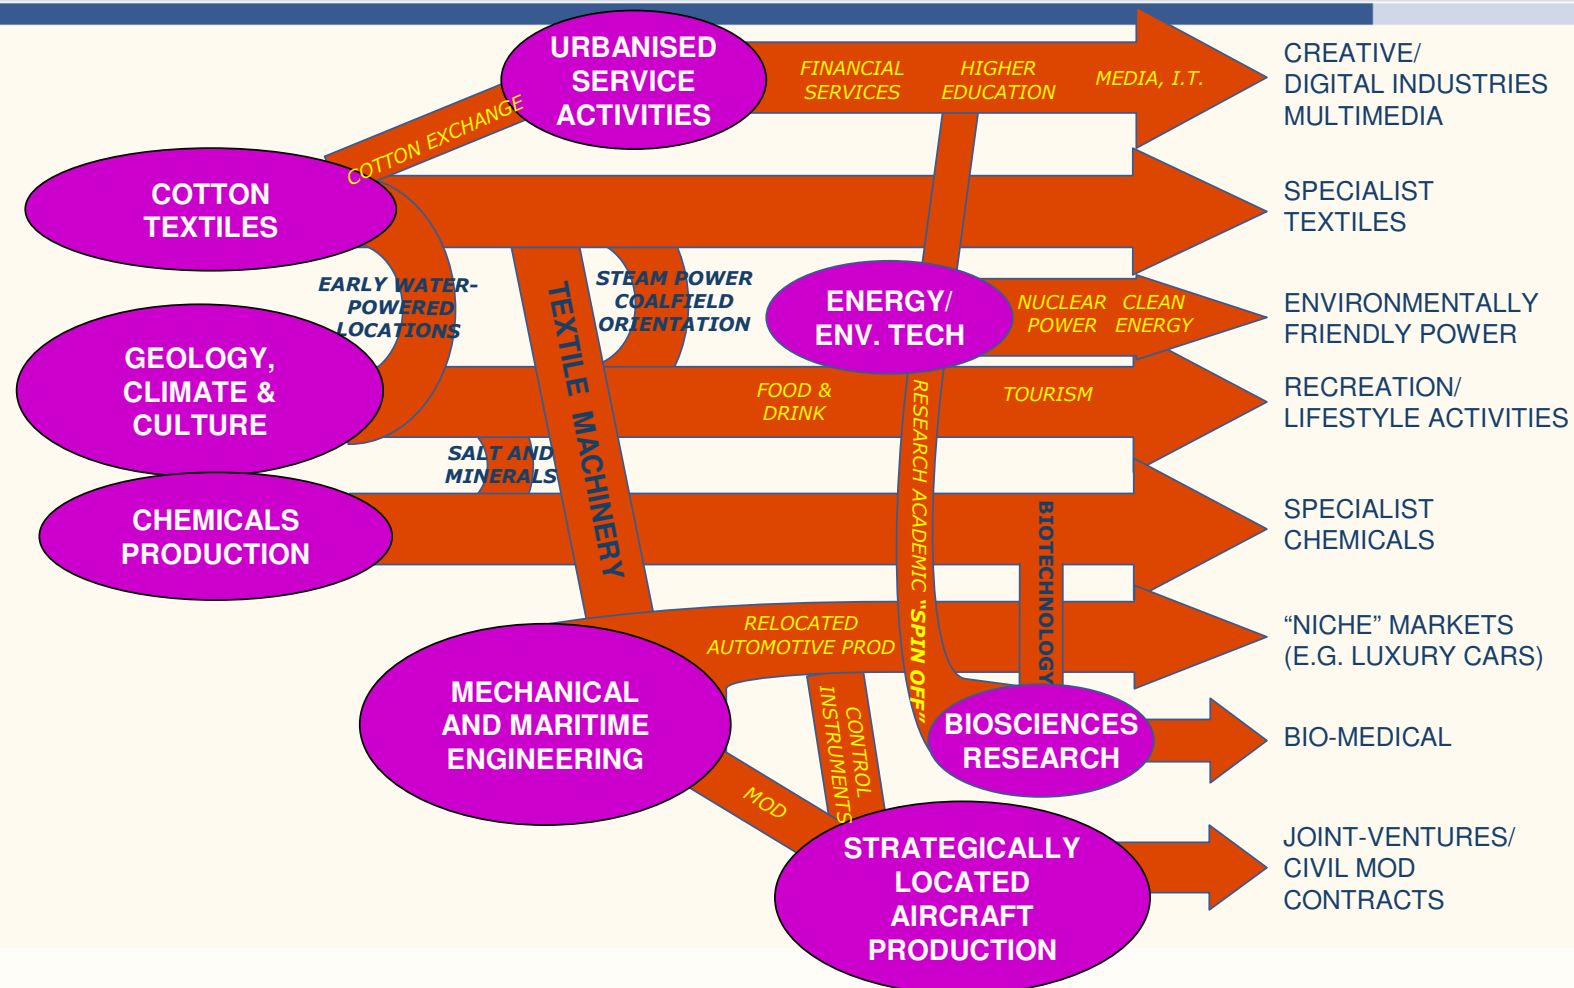 URBANISED
SERVICE
ACTIVITIES
FINANCIAL
SERVICES
HIGHER
EDUCATION
MEDIA, I.T.
CREATIVE/
DIGITAL INDUSTRIES
MULTIMEDIA
COTTON EXCHANGE
COTTON
TEXTILES
SPECIALIST
TEXTILES
EARLY WATER-
POWERED
LOCATIONS
TEXTILE MACHINERY
STEAM POWER
COALFIELD
ORIENTATION
ENERGY/
ENV. TECH
NUCLEAR
POWER
CLEAN
ENERGY
ENVIRONMENTALLY
FRIENDLY POWER
GEOLOGY,
CLIMATE &
CULTURE
FOOD &
DRINK
TOURISM
RECREATION/
LIFESTYLE ACTIVITIES
SALT AND
MINERALS
RESEARCH ACADEMIC "SPIN OFF"
CHEMICALS
PRODUCTION
BIOTECHNOLOGY
SPECIALIST
CHEMICALS
RELOCATED
AUTOMOTIVE PROD
“NICHE” MARKETS
(E.G. LUXURY CARS)
MECHANICAL
AND MARITIME
ENGINEERING
CONTROL
INSTRUMENTS
BIOSCIENCES
RESEARCH
BIO-MEDICAL
MOD
STRATEGICALLY
LOCATED
AIRCRAFT
PRODUCTION
JOINT-VENTURES/
CIVIL MOD
CONTRACTS